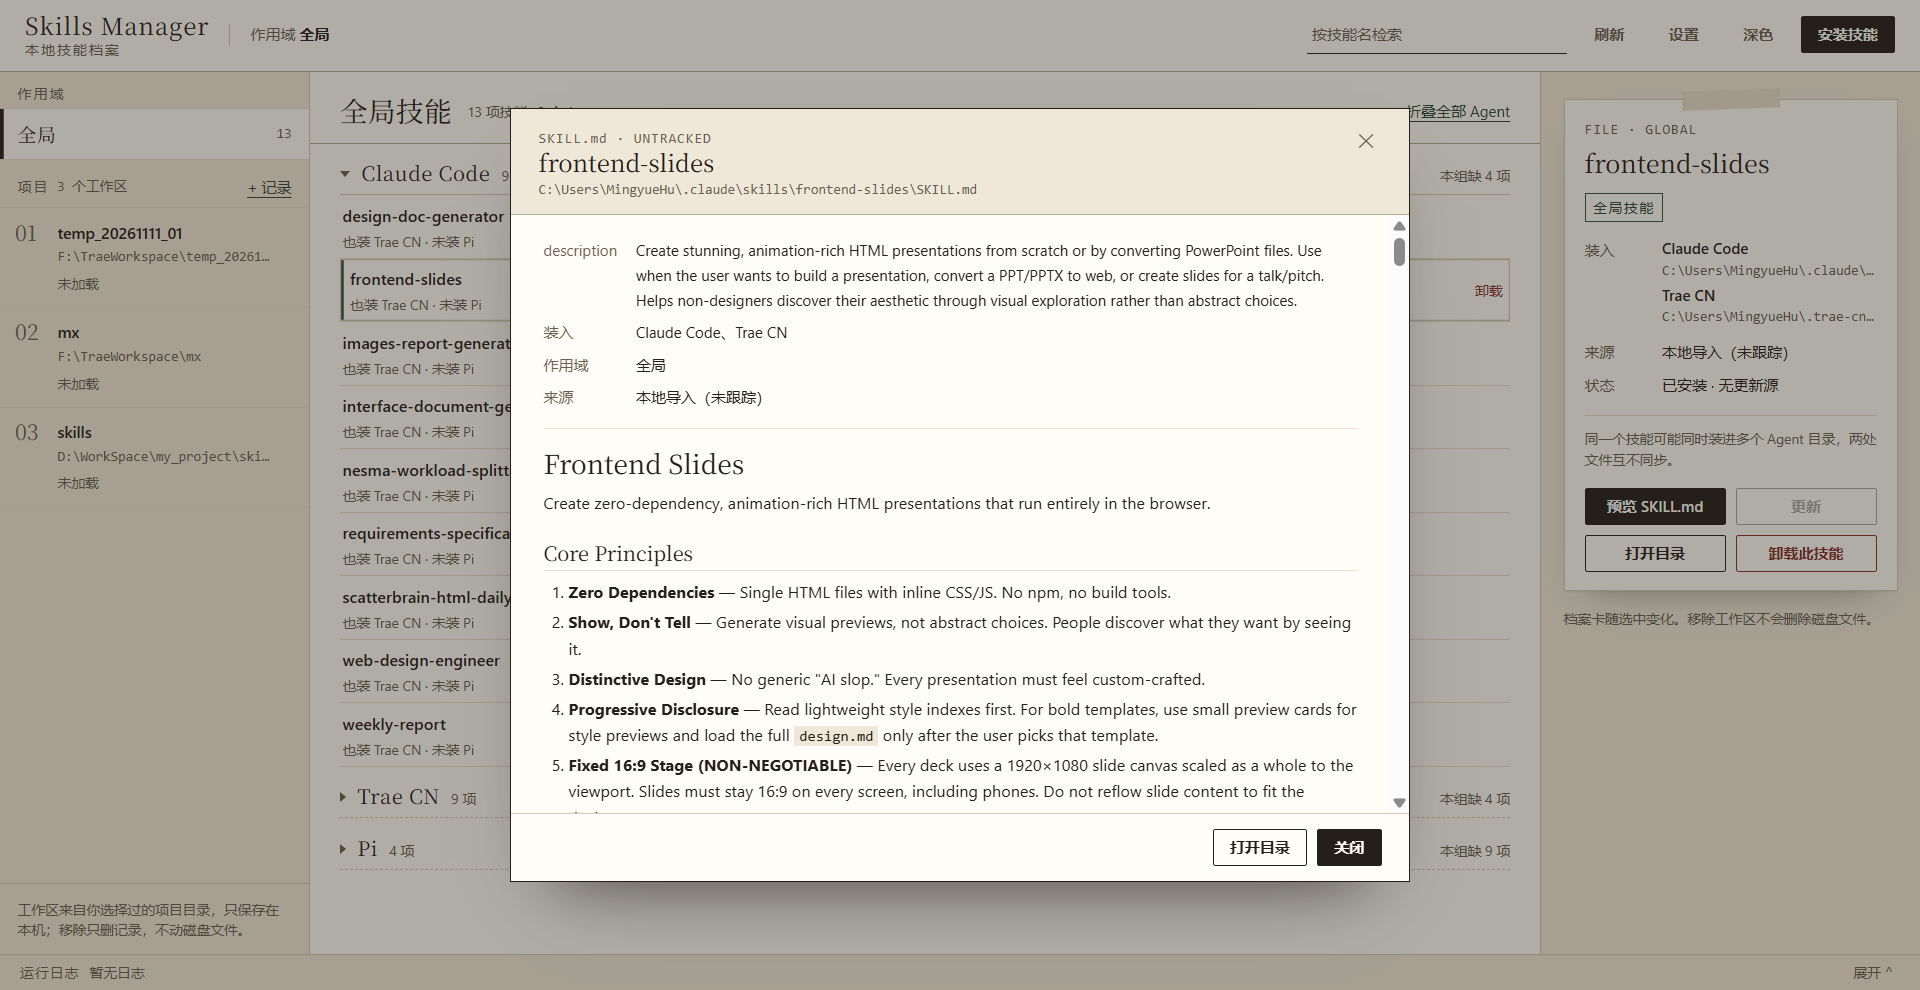 Skills Manager
本地技能档案
作用域 全局
按技能名检索
刷新
设置
深色
安装技能
作用域
全局
13
项目 3 个工作区
+ 记录
01
temp_20261111_01
F:\TraeWorkspace\temp_20261…
未加载
02
mx
F:\TraeWorkspace\mx
未加载
03
skills
D:\WorkSpace\my_project\ski…
未加载
工作区来自你选择过的项目目录，只保存在
本机；移除只删记录，不动磁盘文件。
全局技能
13 项技
折叠全部 Agent
Claude Code
9
本组缺 4 项
design-doc-generator
也装 Trae CN · 未装 Pi
frontend-slides
也装 Trae CN · 未装 Pi
卸载
images-report-generat
也装 Trae CN · 未装 Pi
interface-document-ge
也装 Trae CN · 未装 Pi
nesma-workload-splitt
也装 Trae CN · 未装 Pi
requirements-specifica
也装 Trae CN · 未装 Pi
scatterbrain-html-daily
也装 Trae CN · 未装 Pi
web-design-engineer
也装 Trae CN · 未装 Pi
weekly-report
也装 Trae CN · 未装 Pi
Trae CN 9 项
本组缺 4 项
Pi 4 项
本组缺 9 项
SKILL.md · UNTRACKED
frontend-slides
C:\Users\MingyueHu\.claude\skills\frontend-slides\SKILL.md
description
Create stunning, animation-rich HTML presentations from scratch or by converting PowerPoint files. Use
when the user wants to build a presentation, convert a PPT/PPTX to web, or create slides for a talk/pitch.
Helps non-designers discover their aesthetic through visual exploration rather than abstract choices.
装入
Claude Code、Trae CN
作用域
全局
来源
本地导入（未跟踪）
Frontend Slides
Create zero-dependency, animation-rich HTML presentations that run entirely in the browser.
Core Principles
1. Zero Dependencies — Single HTML files with inline CSS/JS. No npm, no build tools.
2. Show, Don't Tell — Generate visual previews, not abstract choices. People discover what they want by seeing
it.
3. Distinctive Design — No generic "AI slop." Every presentation must feel custom-crafted.
4. Progressive Disclosure — Read lightweight style indexes first. For bold templates, use small preview cards for
style previews and load the full design.md only after the user picks that template.
5. Fixed 16:9 Stage (NON-NEGOTIABLE) — Every deck uses a 1920×1080 slide canvas scaled as a whole to the
viewport. Slides must stay 16:9 on every screen, including phones. Do not reflow slide content to fit the
打开目录
关闭
FILE · GLOBAL
frontend-slides
全局技能
装入
Claude Code
C:\Users\MingyueHu\.claude\…
Trae CN
C:\Users\MingyueHu\.trae-cn…
来源
本地导入（未跟踪）
状态
已安装 · 无更新源
同一个技能可能同时装进多个 Agent 目录，两处
文件互不同步。
预览 SKILL.md
更新
打开目录
卸载此技能
档案卡随选中变化。移除工作区不会删除磁盘文件。
运行日志 暂无日志
展开 ^